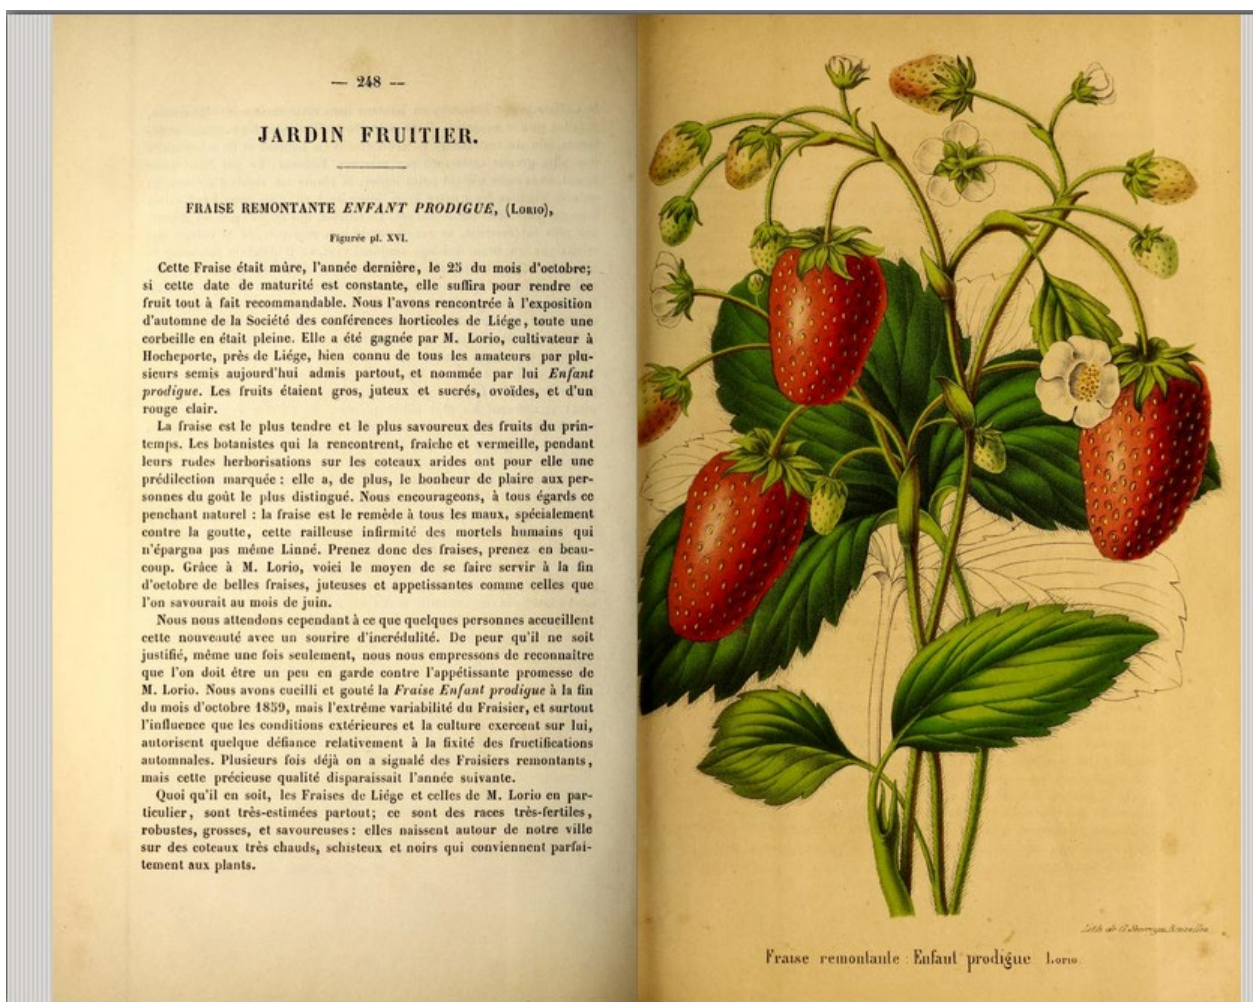 — 248 —
JARDIN FRUITIER.
FRAISE REMONTANTE ENFANT PRODIGUE, (Lorio),
Figurée pl. XVI.
Cette Fraise était mûre, l'année dernière, le 25 du mois d'octobre;
si cette date de maturité est constante, elle suffira pour rendre ce
fruit tout à fait recommandable. Nous l'avons rencontrée à l'exposition
d'automne de la Société des conférences horticoles de Liége, toute une
corbeille en était pleine. Elle a été gagnée par M. Lorio, cultivateur à
Hocheporte, près de Liége, bien connu de tous les amateurs par plu-
sieurs semis aujourd'hui admis partout, et nommée par lui Enfant
prodigue. Les fruits étaient gros, juteux et sucrés, ovoïdes, et d'un
rouge clair.
La fraise est le plus tendre et le plus savoureux des fruits du prin-
temps. Les botanistes qui la rencontrent, fraîche et vermeille, pendant
leurs rudes herborisations sur les coteaux arides ont pour elle une
prédilection marquée : elle a, de plus, le bonheur de plaire aux per-
sonnes du goût le plus distingué. Nous encourageons, à tous égards ce
penchant naturel : la fraise est le remède à tous les maux, spécialement
contre la goutte, cette railleuse infirmité des mortels humains qui
n'épargna pas même Linné. Prenez donc des fraises, prenez en beau-
coup. Grâce à M. Lorio, voici le moyen de se faire servir à la fin
d'octobre de belles fraises, juteuses et appetissantes comme celles que
l'on savourait au mois de juin.
Nous nous attendons cependant à ce que quelques personnes accueillent
cette nouveauté avec un sourire d'incrédulité. De peur qu'il ne soit
justifié, même une fois seulement, nous nous empressons de reconnaître
que l'on doit être un peu en garde contre l'appétissante promesse de
M. Lorio. Nous avons cueilli et gouté la Fraise Enfant prodigue à la fin
du mois d'octobre 1859, mais l'extrême variabilité du Fraisier, et surtout
l'influence que les conditions extérieures et la culture exercent sur lui,
autorisent quelque défiance relativement à la fixité des fructifications
automnales. Plusieurs fois déjà on a signalé des Fraisiers remontants,
mais cette précieuse qualité disparaissait l'année suivante.
Quoi qu'il en soit, les Fraises de Liége et celles de M. Lorio en par-
ticulier, sont très-estimées partout; ce sont des races très-fertiles,
robustes, grosses, et savoureuses : elles naissent autour de notre ville
sur des coteaux très chauds, schisteux et noirs qui conviennent parfai-
tement aux plants.
Lith. de G. Bruxelles
Fraise remontante : Enfant prodigue Lorio